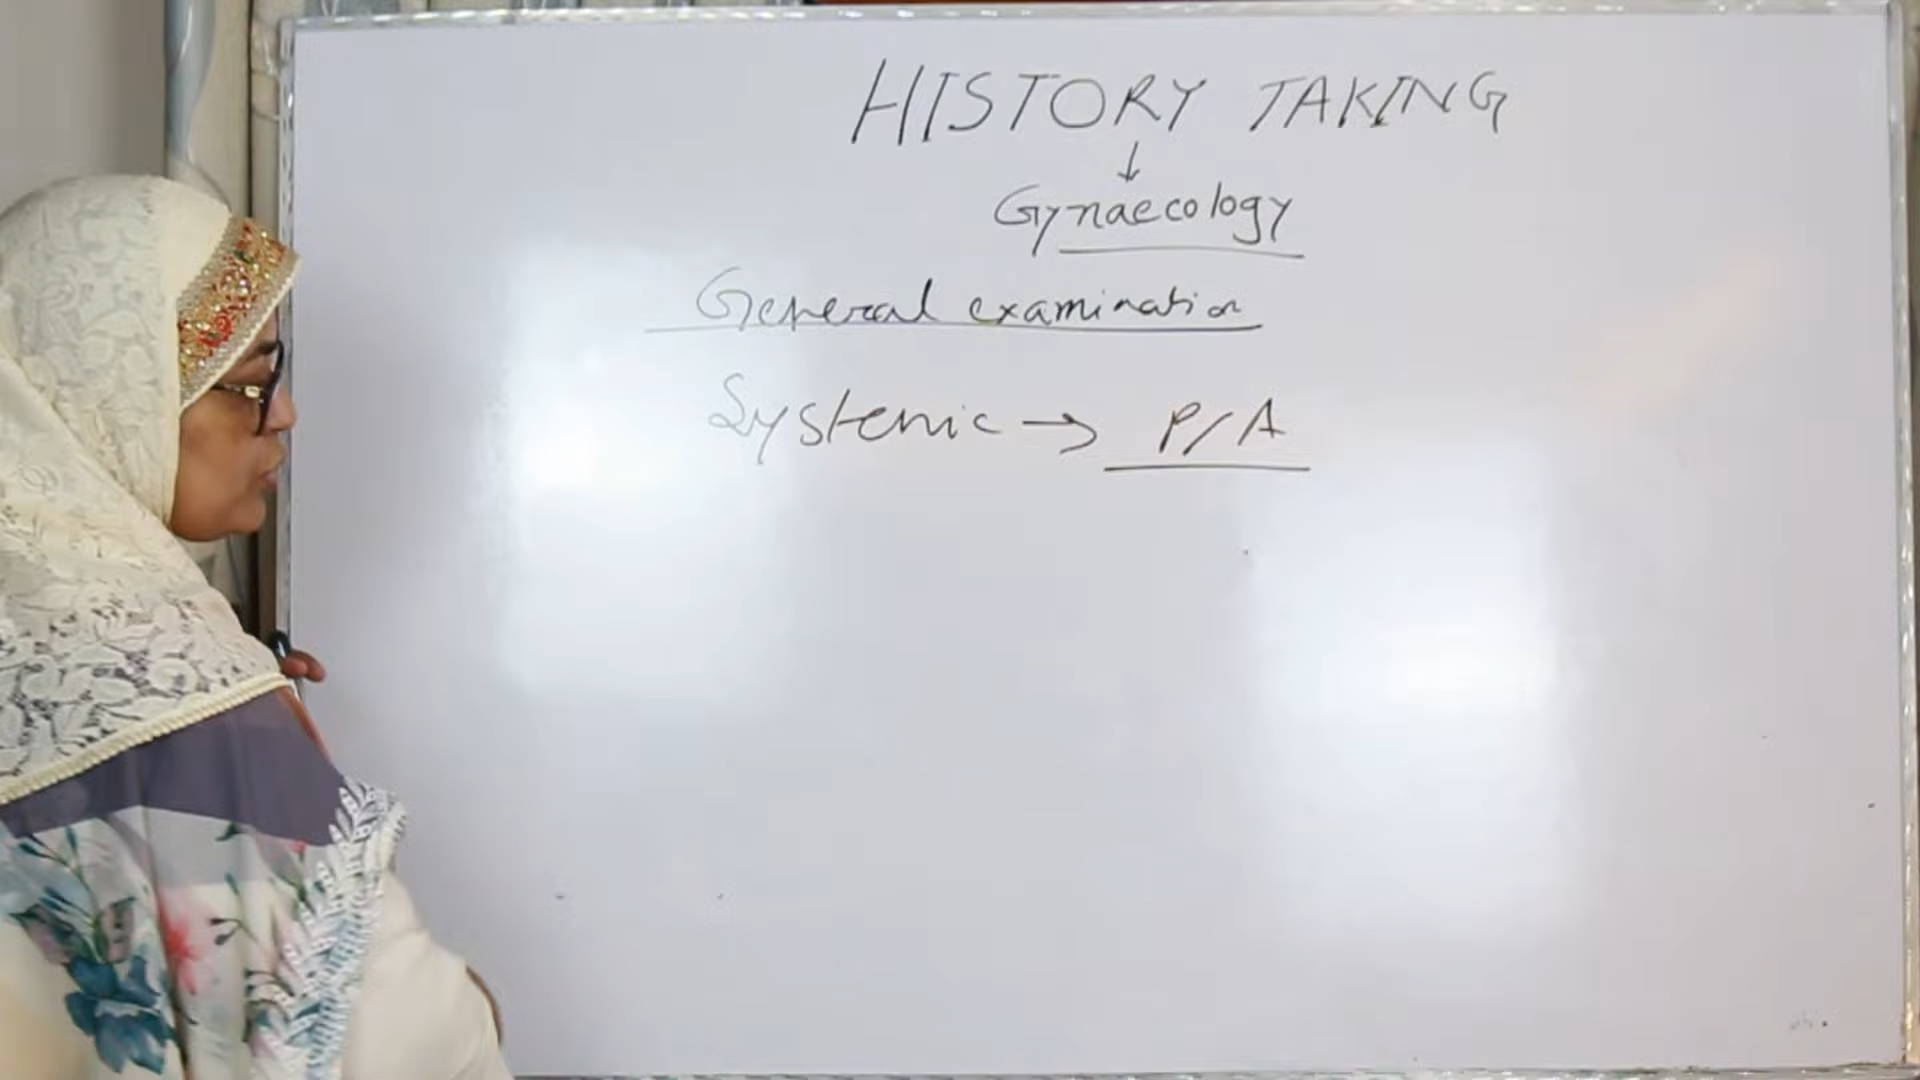 HISTORY TAKING
↓
Gynaecology
General examination
Systemic → P/A